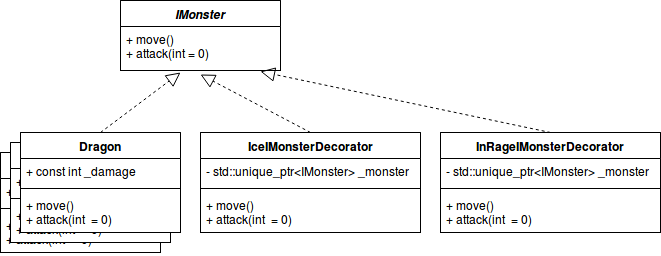 IMonster
+ move()
+ attack(int = 0)
Dragon
+ const int _damage
+ move()
+ attack(int  = 0)
IceIMonsterDecorator
- std::unique_ptr<IMonster> _monster
+ move()
+ attack(int  = 0)
InRageIMonsterDecorator
- std::unique_ptr<IMonster> _monster
+ move()
+ attack(int  = 0)